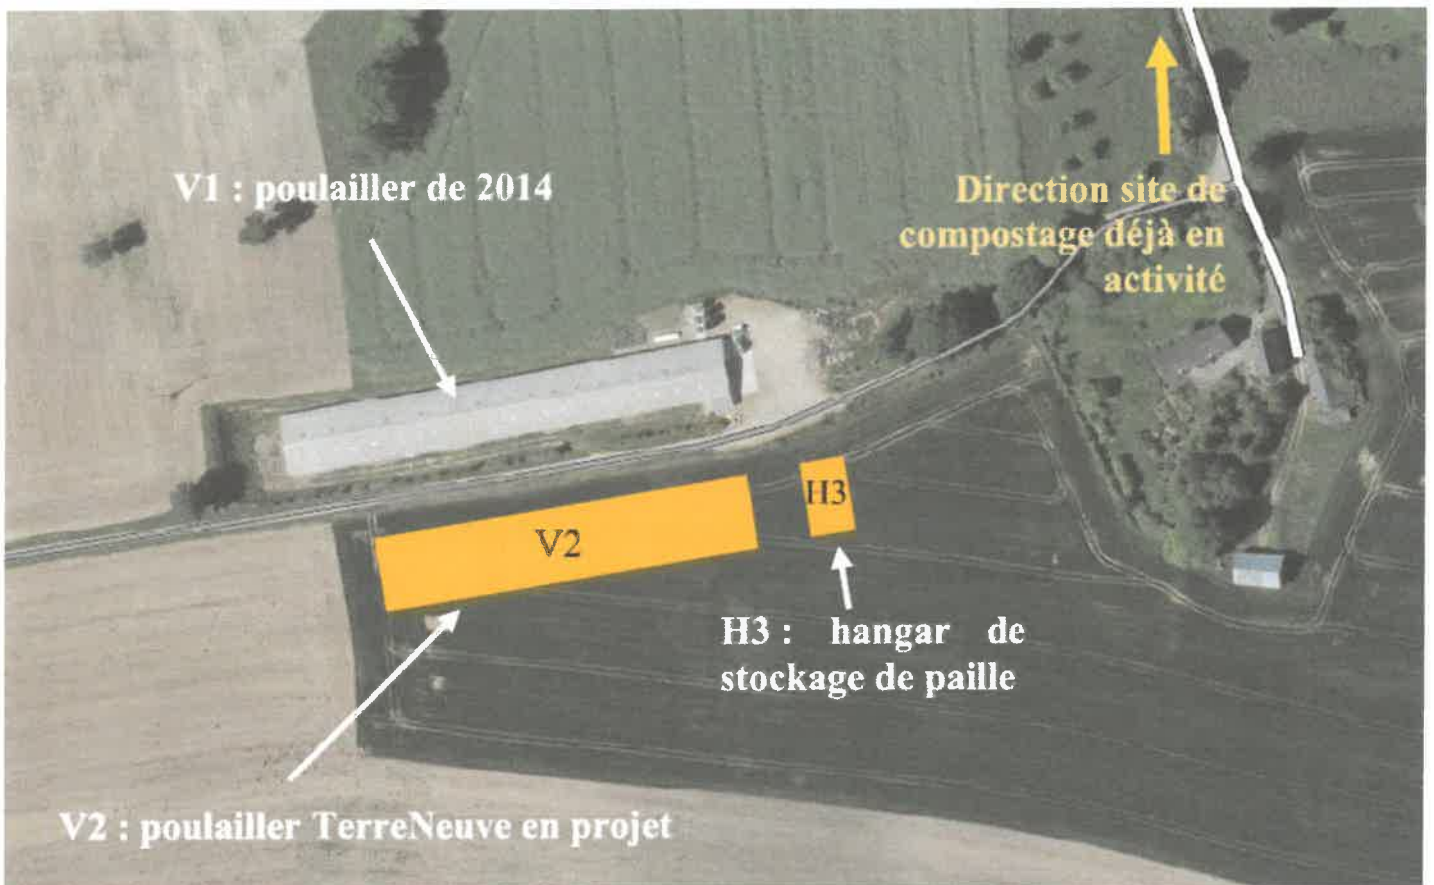 V1 : poulailler de 2014
Direction site de
compostage déjà en
activité
V2
H3
H3 : hangar de
stockage de paille
V2 : poulailler TerreNeuve en projet